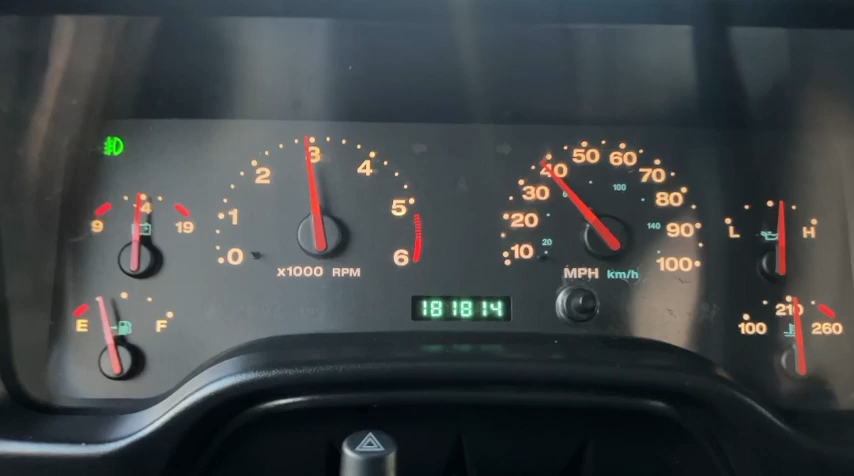 9 14 19
E F
0 1 2 3 4 5 6
x1000 RPM
181814
10 20 30 40 50 60 70 80 90 100
20 100 140
MPH km/h
L H
100 210 260